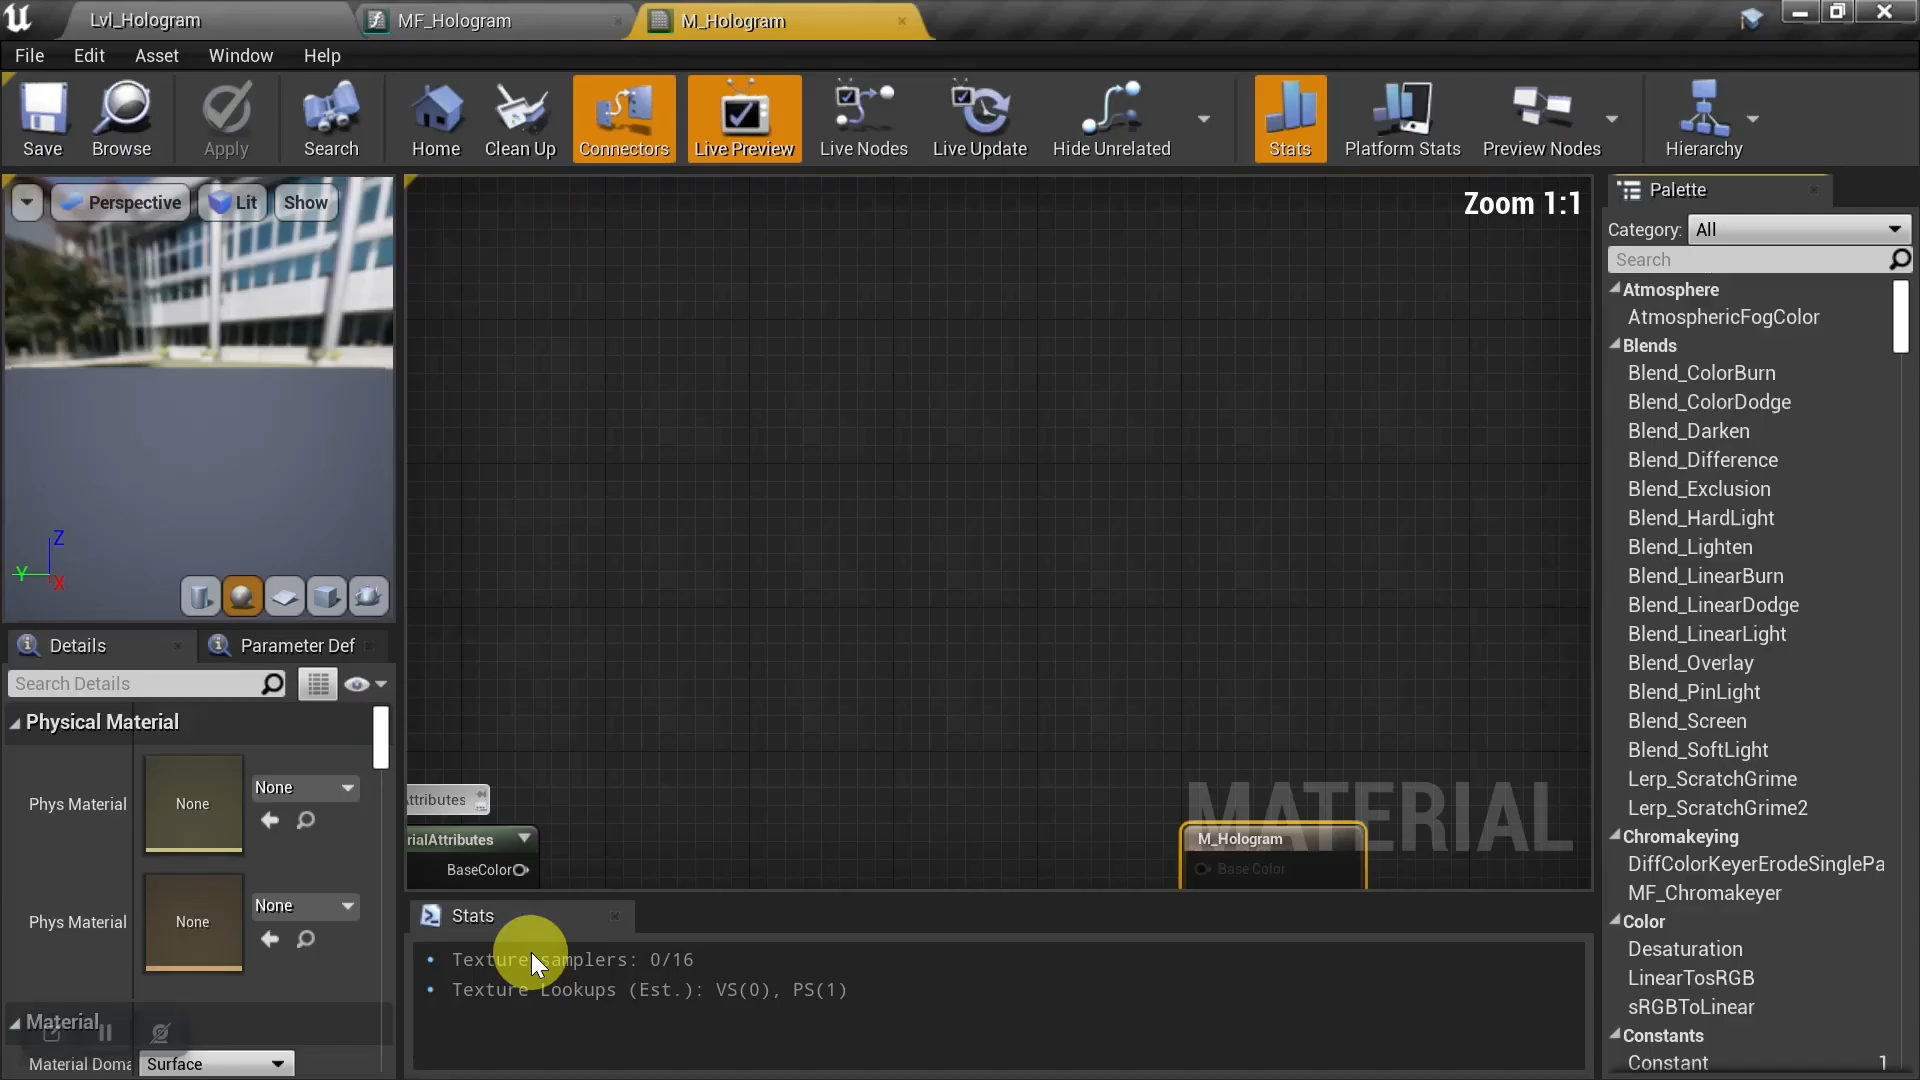 Lvl_Hologram
MF_Hologram
M_Hologram
File Edit Asset Window Help
Save
Browse
Apply
Search
Home
Clean Up
Connectors
Live Preview
Live Nodes
Live Update
Hide Unrelated
Stats
Platform Stats
Preview Nodes
Hierarchy
Perspective
Lit
Show
Z
Y
X
Zoom 1:1
MATERIAL
Attributes
rialAttributes
BaseColor
M_Hologram
Base Color
Details
Parameter Def
Search Details
Physical Material
Phys Material
None
None
Phys Material
None
None
Material
Material Doma
Surface
Stats
Texture samplers: 0/16
Texture Lookups (Est.): VS(0), PS(1)
Palette
Category: All
Search
Atmosphere
AtmosphericFogColor
Blends
Blend_ColorBurn
Blend_ColorDodge
Blend_Darken
Blend_Difference
Blend_Exclusion
Blend_HardLight
Blend_Lighten
Blend_LinearBurn
Blend_LinearDodge
Blend_LinearLight
Blend_Overlay
Blend_PinLight
Blend_Screen
Blend_SoftLight
Lerp_ScratchGrime
Lerp_ScratchGrime2
Chromakeying
DiffColorKeyerErodeSinglePa
MF_Chromakeyer
Color
Desaturation
LinearTosRGB
sRGBToLinear
Constants
Constant 1